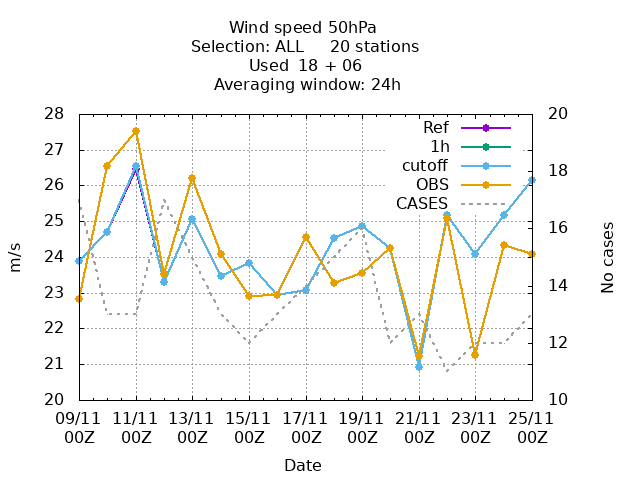 Wind speed 50hPa
Selection: ALL     20 stations
Used  18 + 06
Averaging window: 24h
28 20
27
26 18
25
24 16
23 14
22
21 12
20 10
Ref
1h
cutoff
OBS
CASES
m/s
No cases
09/11 11/11 13/11 15/11 17/11 19/11 21/11 23/11 25/11
00Z 00Z 00Z 00Z 00Z 00Z 00Z 00Z 00Z
Date